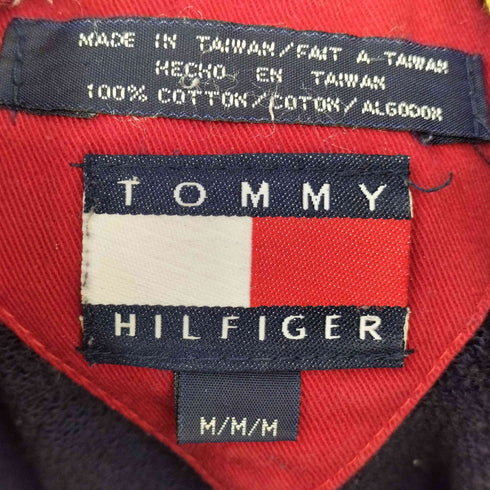 MADE IN TAIWAN/FAIT A TAIWAN
HECHO EN TAIWAN
100% COTTON/COTON/ALGODON
TOMMY
HILFIGER
M/M/M